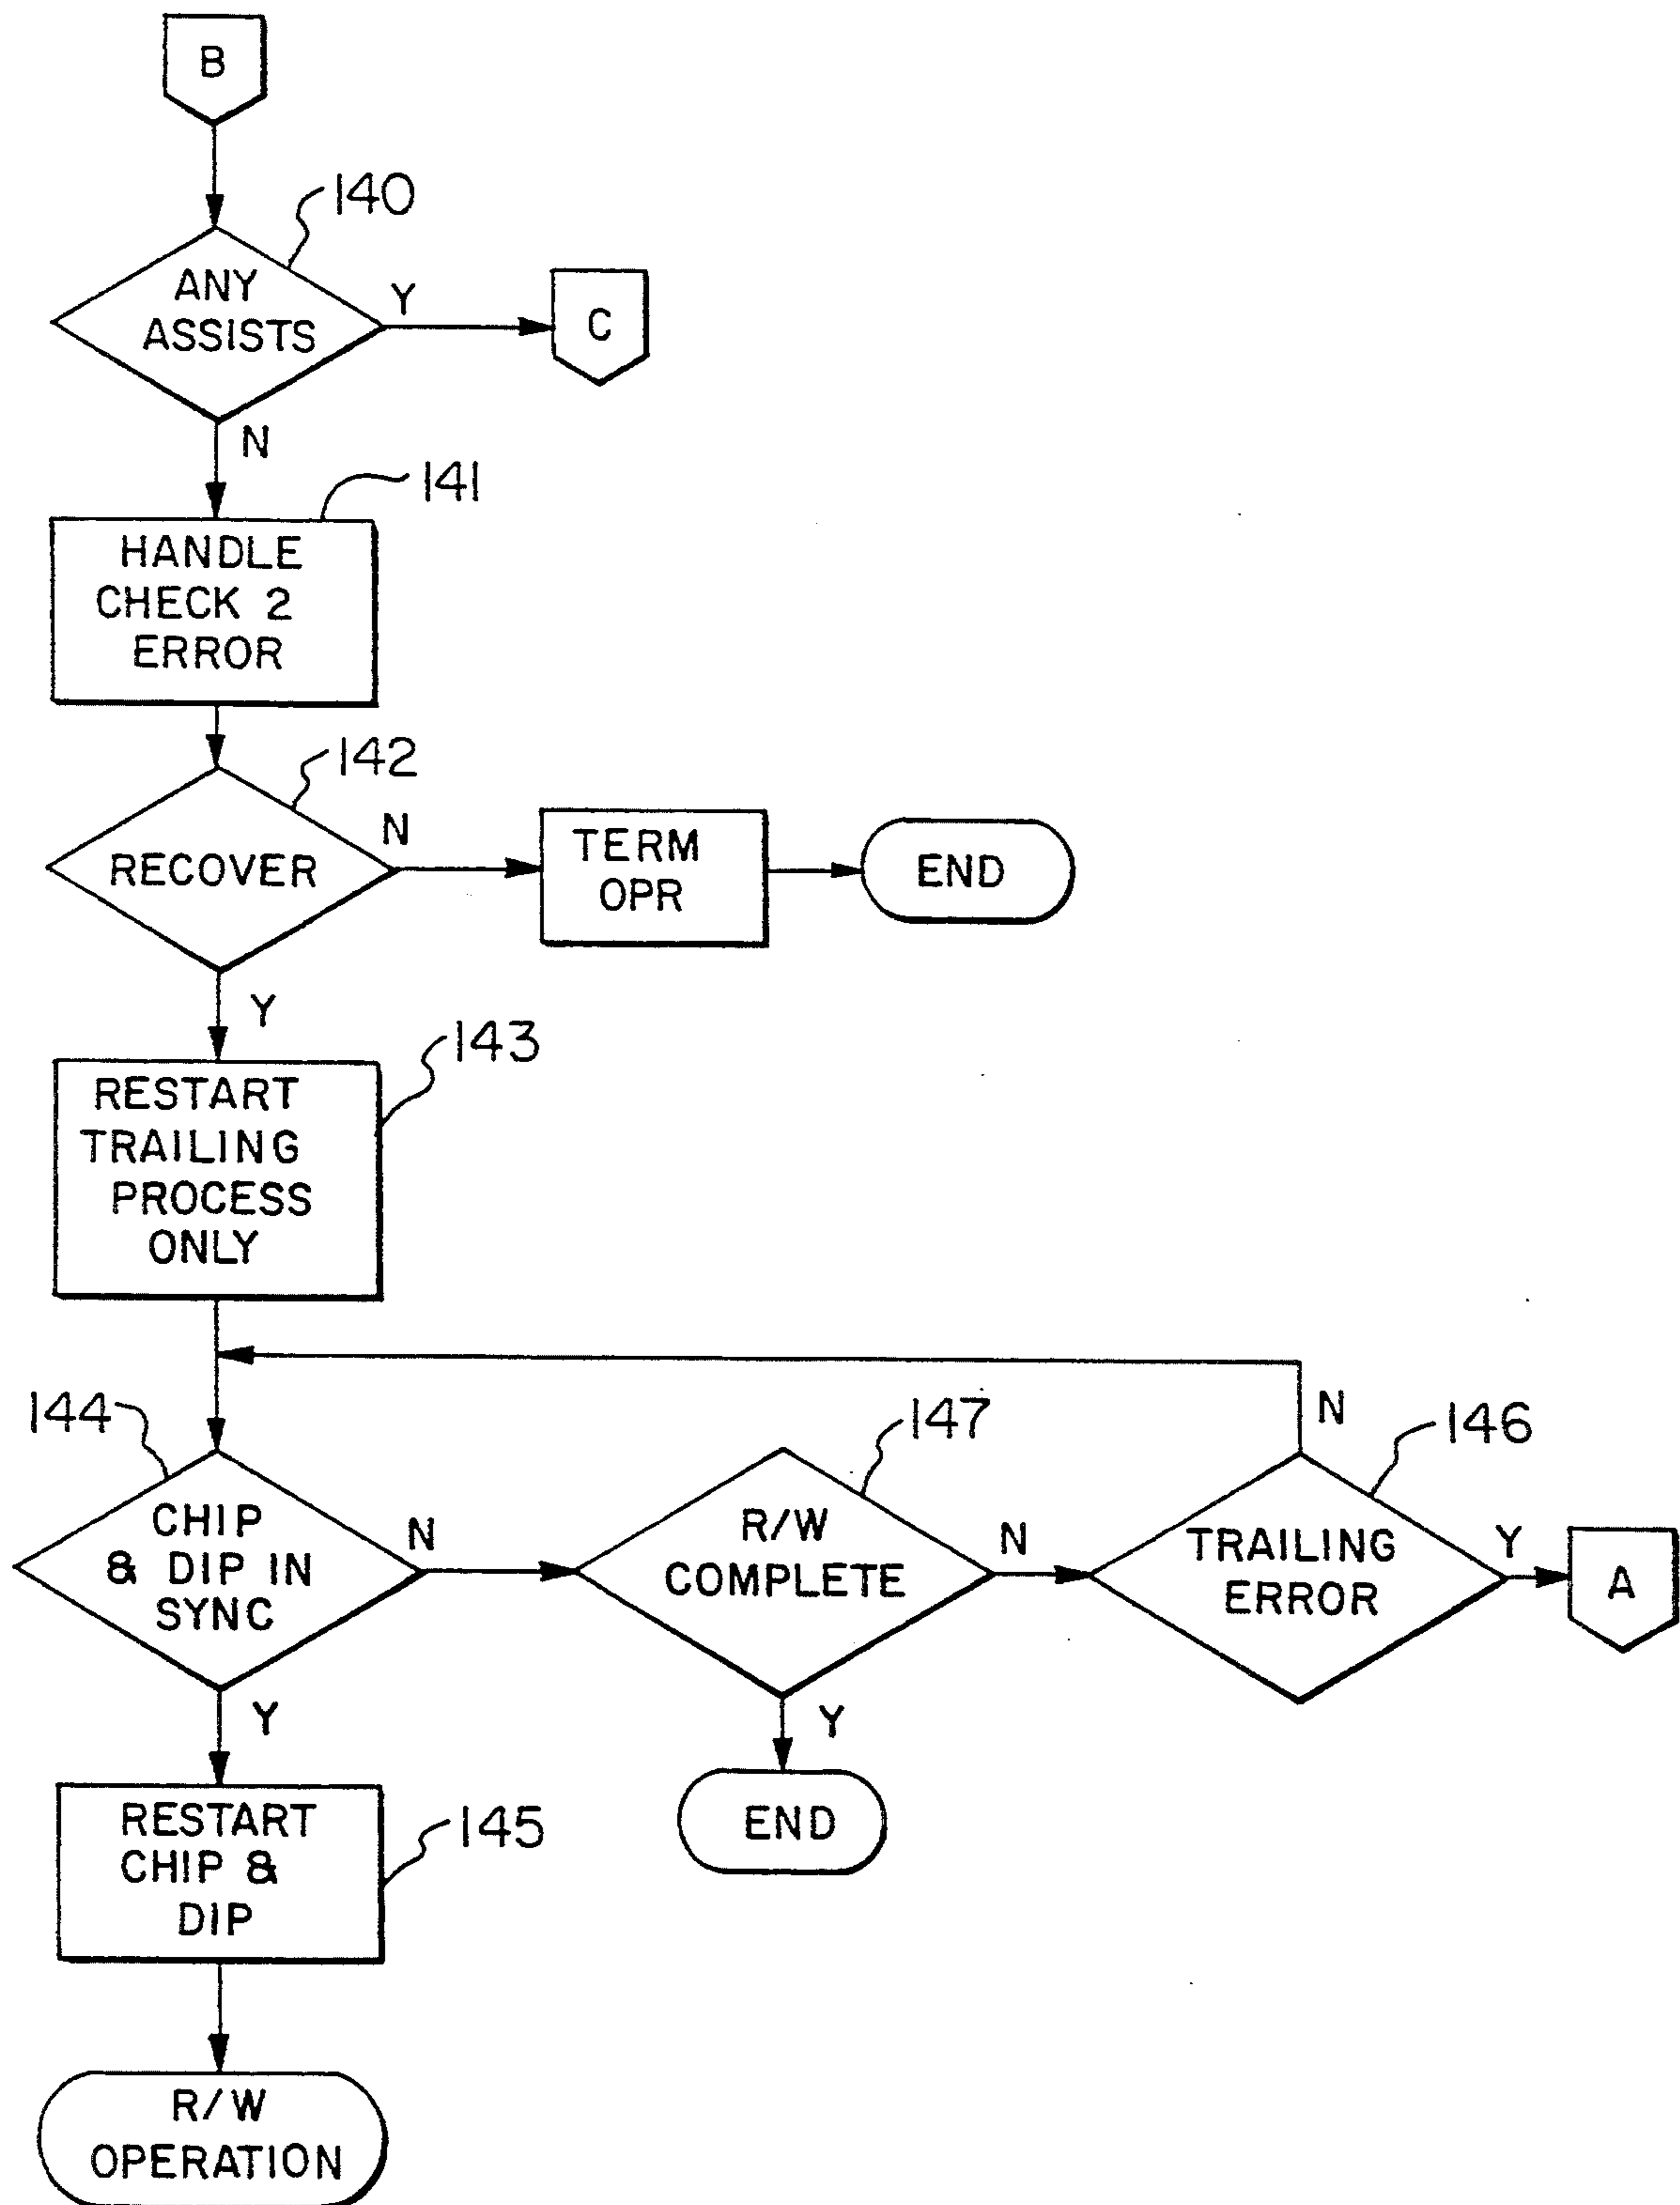 B
140
ANY
ASSISTS
Y
C
N
141
HANDLE
CHECK 2
ERROR
142
RECOVER
N
TERM
OPR
END
Y
143
RESTART
TRAILING
PROCESS
ONLY
144
CHIP
& DIP IN
SYNC
N
147
R/W
COMPLETE
N
146
TRAILING
ERROR
N
Y
A
Y
Y
END
145
RESTART
CHIP &
DIP
R/W
OPERATION